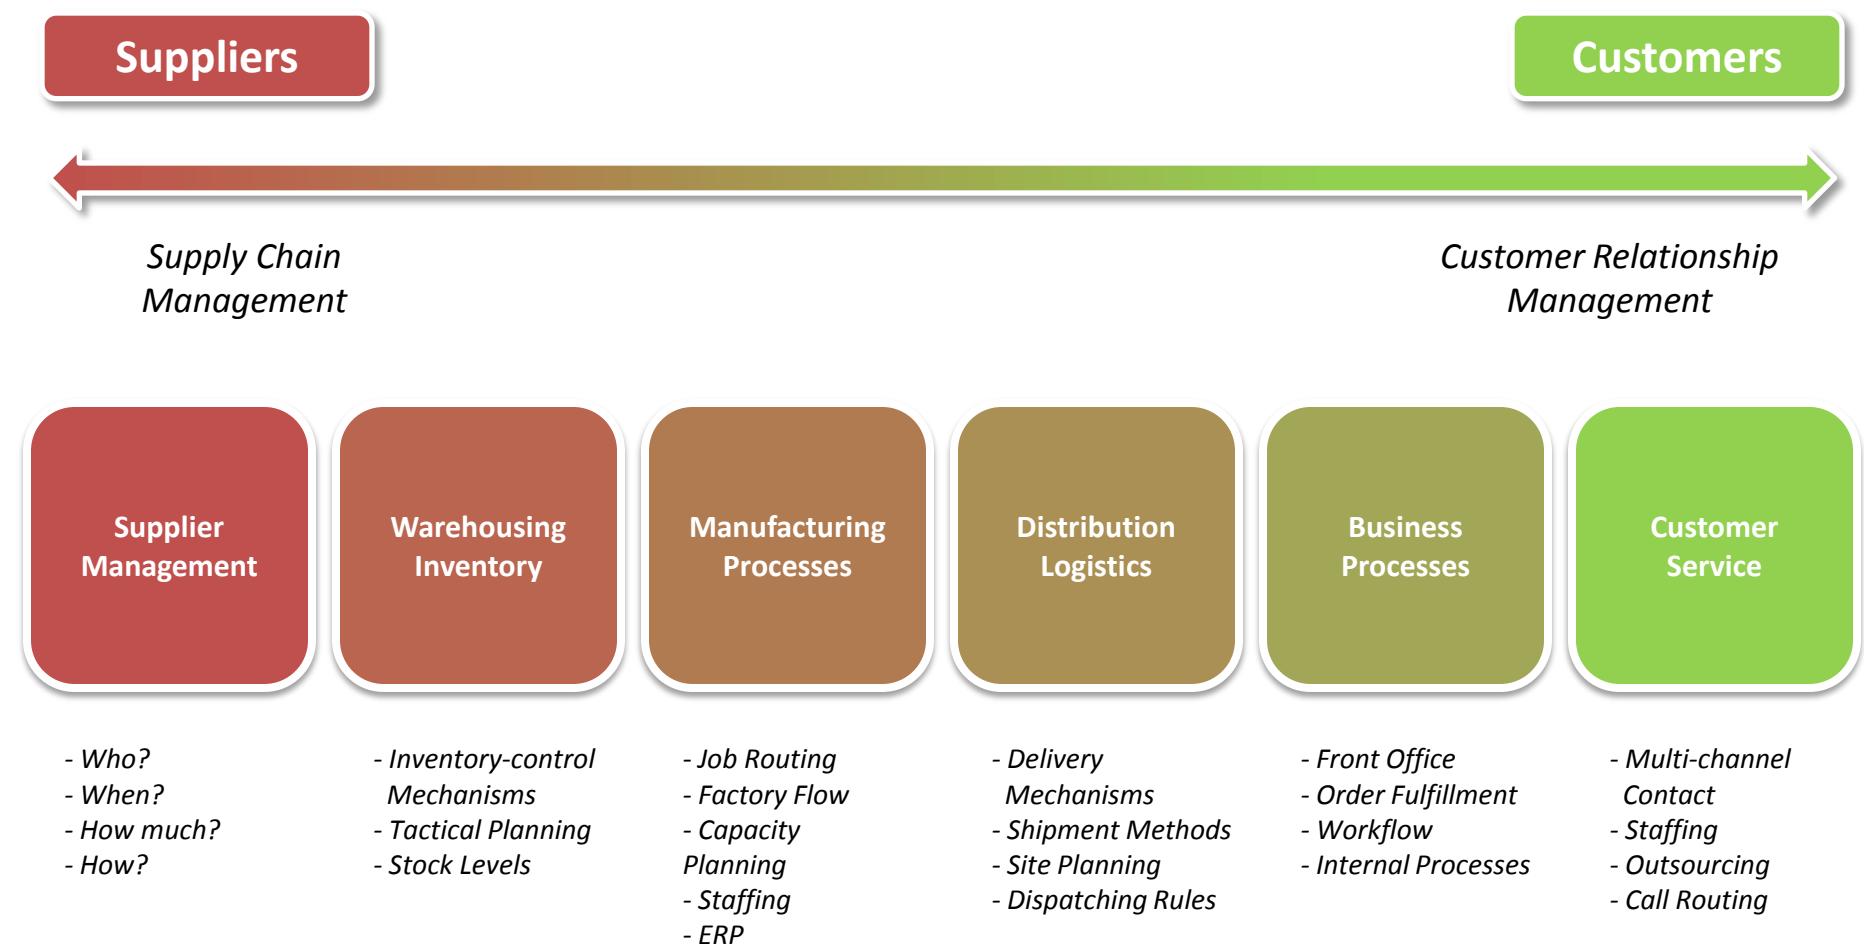 Suppliers
Customers
Supply Chain
Management
Customer Relationship
Management
Supplier
Management
Warehousing
Inventory
Manufacturing
Processes
Distribution
Logistics
Business
Processes
Customer
Service
- Who?
- When?
- How much?
- How?
- Inventory-control
Mechanisms
- Tactical Planning
- Stock Levels
- Job Routing
- Factory Flow
- Capacity
Planning
- Staffing
- ERP
- Delivery
Mechanisms
- Shipment Methods
- Site Planning
- Dispatching Rules
- Front Office
- Order Fulfillment
- Workflow
- Internal Processes
- Multi-channel
Contact
- Staffing
- Outsourcing
- Call Routing